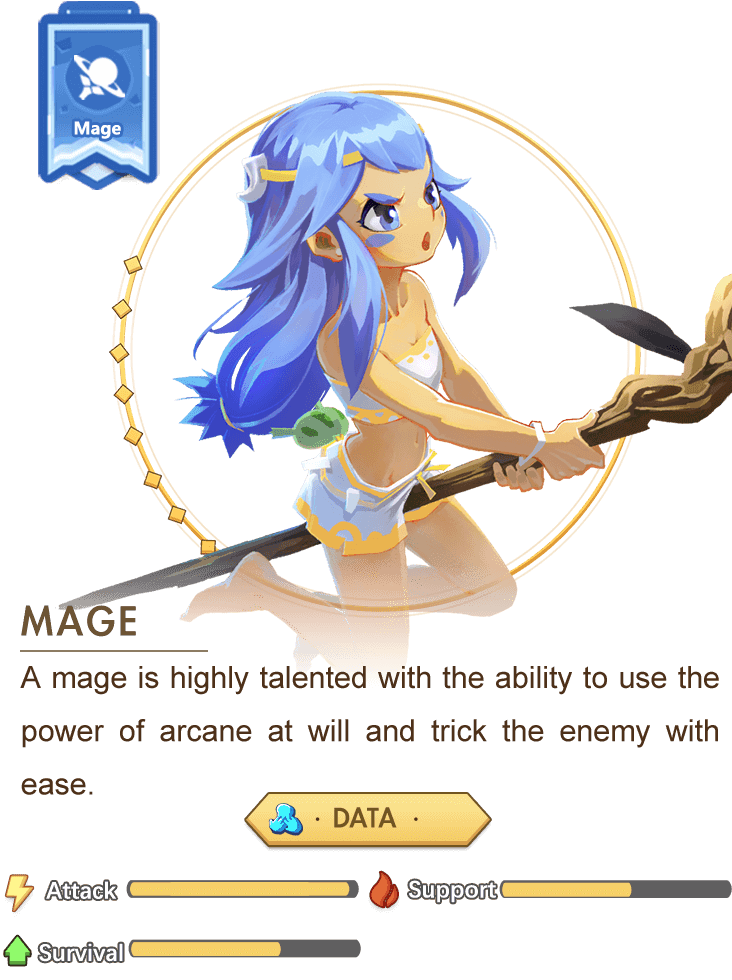 Mage
MAGE
A mage is highly talented with the ability to use the
power of arcane at will and trick the enemy with
ease.
· DATA ·
Attack
Support
Survival